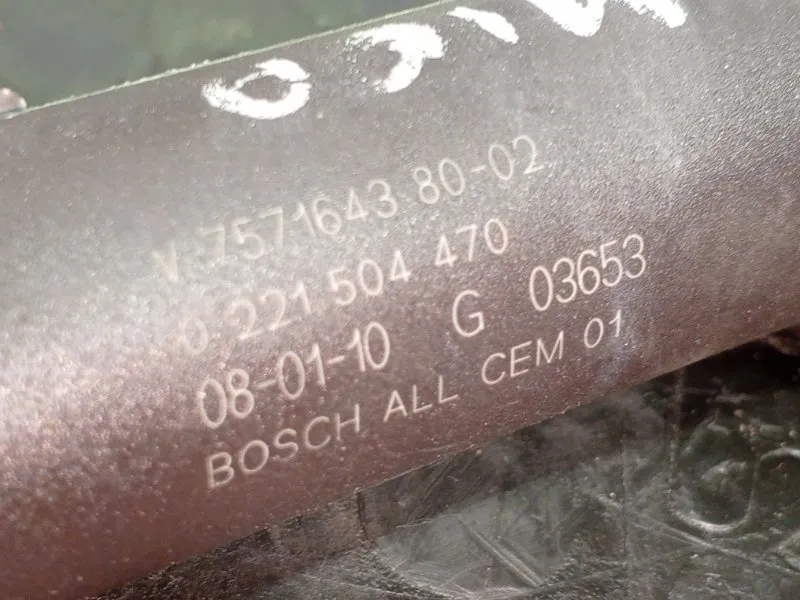 V 7571643 80-02
0 221 504 470
08-01-10 G 03653
BOSCH ALL CEM 01